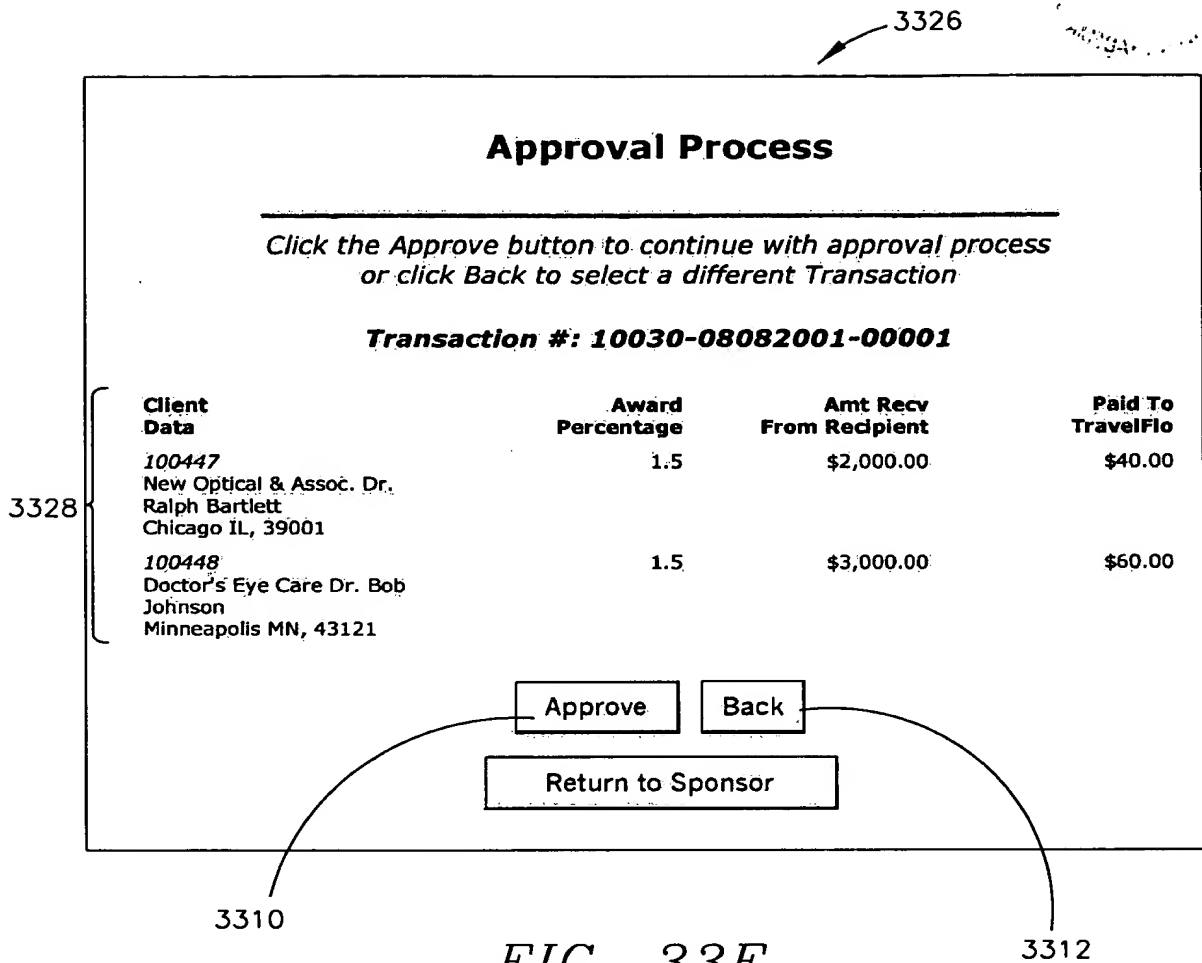 3326
Approval Process
Click the Approve button to continue with approval process
or click Back to select a different Transaction
Transaction #: 10030-08082001-00001
Client Data Award Percentage Amt Recv From Recipient Paid To TravelFlo
100447 1.5 $2,000.00 $40.00
New Optical & Assoc. Dr.
Ralph Bartlett
Chicago IL, 39001
3328
100448 1.5 $3,000.00 $60.00
Doctor's Eye Care Dr. Bob
Johnson
Minneapolis MN, 43121
Approve Back
Return to Sponsor
3310
3312
FIG. 33F